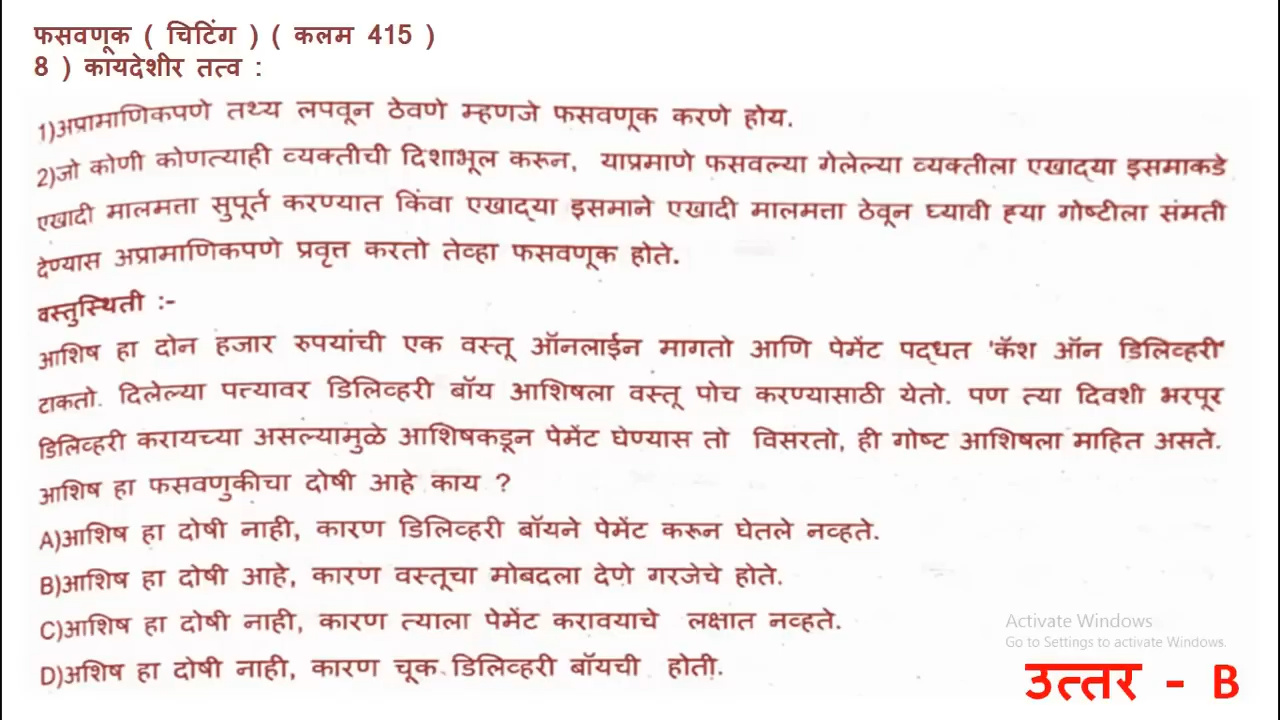 फसवणूक ( चिटिंग ) ( कलम 415 )
8 ) कायदेशीर तत्व :
1)अप्रामाणिकपणे तथ्य लपवून ठेवणे म्हणजे फसवणूक करणे होय.
2)जो कोणी कोणत्याही व्यक्तीची दिशाभूल करून, याप्रमाणे फसवल्या गेलेल्या व्यक्तीला एखाद्या इसमाकडे
एखादी मालमत्ता सुपूर्त करण्यात किंवा एखाद्या इसमाने एखादी मालमत्ता ठेवून घ्यावी ह्या गोष्टीला संमती
देण्यास अप्रामाणिकपणे प्रवृत्त करतो तेव्हा फसवणूक होते.
वस्तुस्थिती :-
आशिष हा दोन हजार रुपयांची एक वस्तू ऑनलाईन मागतो आणि पेमेंट पद्धत 'कॅश ऑन डिलिव्हरी'
टाकतो. दिलेल्या पत्त्यावर डिलिव्हरी बॉय आशिषला वस्तू पोच करण्यासाठी येतो. पण त्या दिवशी भरपूर
डिलिव्हरी करायच्या असल्यामुळे आशिषकडून पेमेंट घेण्यास तो विसरतो, ही गोष्ट आशिषला माहित असते.
आशिष हा फसवणुकीचा दोषी आहे काय ?
A)आशिष हा दोषी नाही, कारण डिलिव्हरी बॉयने पेमेंट करून घेतले नव्हते.
B)आशिष हा दोषी आहे, कारण वस्तूचा मोबदला देणे गरजेचे होते.
C)आशिष हा दोषी नाही, कारण त्याला पेमेंट करावयाचे लक्षात नव्हते.
D)अशिष हा दोषी नाही, कारण चूक डिलिव्हरी बॉयची होती.
Activate Windows
Go to Settings to activate Windows.
उत्तर - B